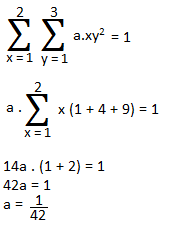 2 3
∑ ∑ a.xy² = 1
x = 1 y = 1
2
a . ∑ x (1 + 4 + 9) = 1
x = 1
14a . (1 + 2) = 1
42a = 1
a = 1/42